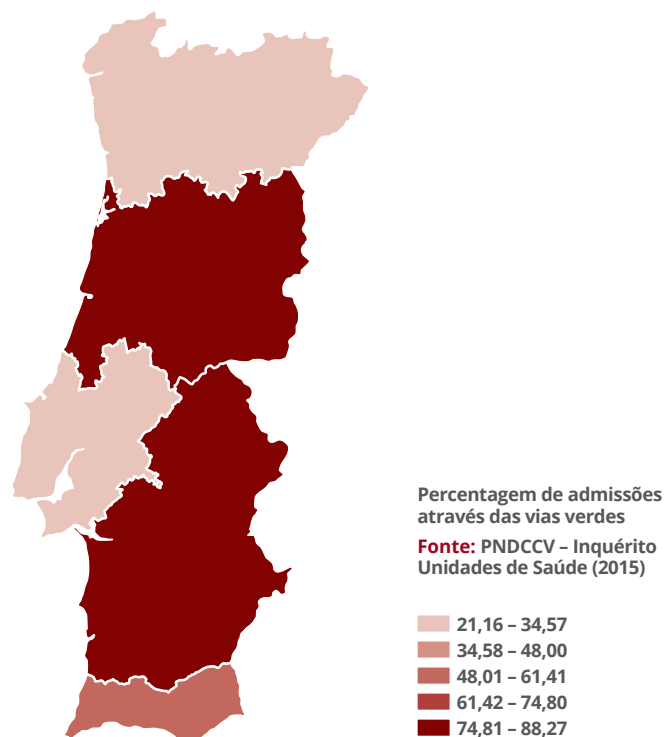 Percentagem de admissões
através das vias verdes
Fonte: PNDCCV – Inquérito
Unidades de Saúde (2015)
21,16 – 34,57
34,58 – 48,00
48,01 – 61,41
61,42 – 74,80
74,81 – 88,27